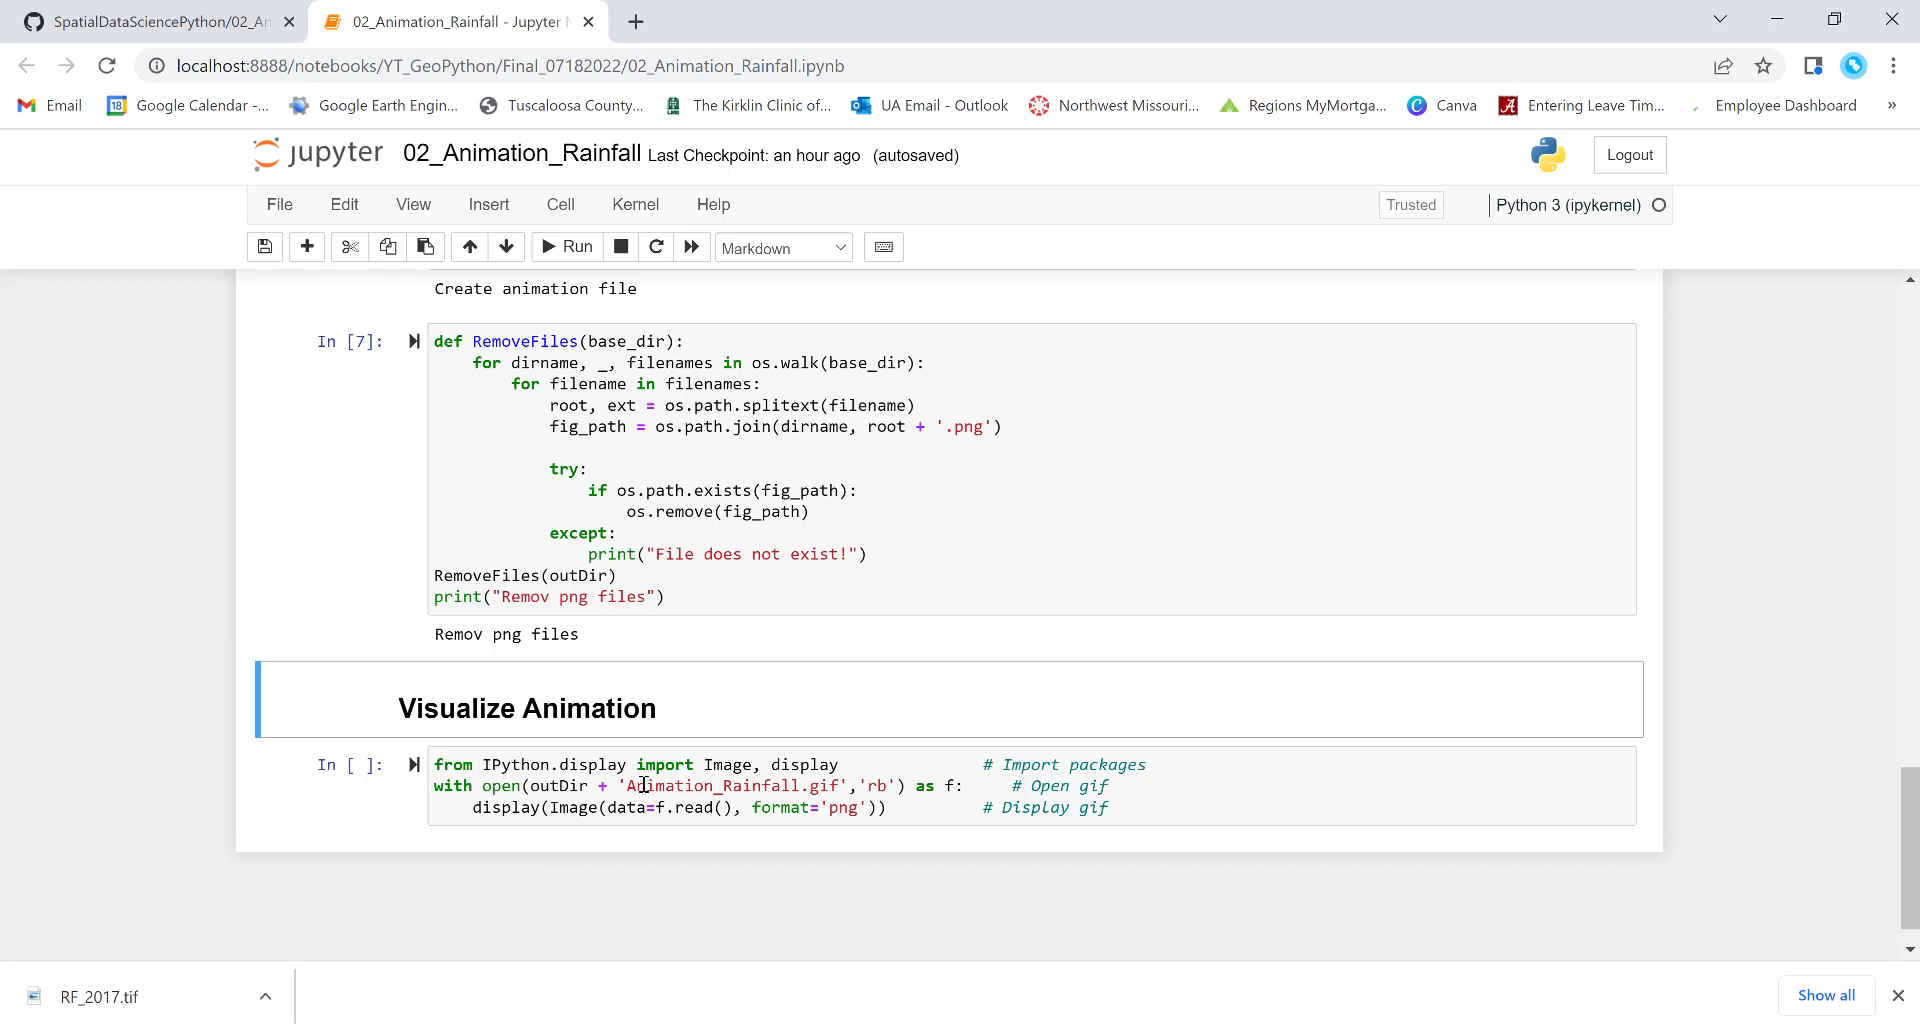 SpatialDataSciencePython/02_An
02_Animation_Rainfall - Jupyter N
localhost:8888/notebooks/YT_GeoPython/Final_07182022/02_Animation_Rainfall.ipynb
Email
18
Google Calendar -...
Google Earth Engin...
Tuscaloosa County...
The Kirklin Clinic of...
UA Email - Outlook
Northwest Missouri...
Regions MyMortga...
Canva
Entering Leave Tim...
Employee Dashboard
»
jupyter 02_Animation_Rainfall Last Checkpoint: an hour ago (autosaved)
Logout
File Edit View Insert Cell Kernel Help
Trusted
Python 3 (ipykernel)
Run
Markdown
Create animation file
In [7]:
def RemoveFiles(base_dir):
for dirname, _, filenames in os.walk(base_dir):
for filename in filenames:
root, ext = os.path.splitext(filename)
fig_path = os.path.join(dirname, root + '.png')
try:
if os.path.exists(fig_path):
os.remove(fig_path)
except:
print("File does not exist!")
RemoveFiles(outDir)
print("Remov png files")
Remov png files
Visualize Animation
In [ ]:
from IPython.display import Image, display # Import packages
with open(outDir + 'Animation_Rainfall.gif','rb') as f: # Open gif
display(Image(data=f.read(), format='png')) # Display gif
RF_2017.tif
Show all